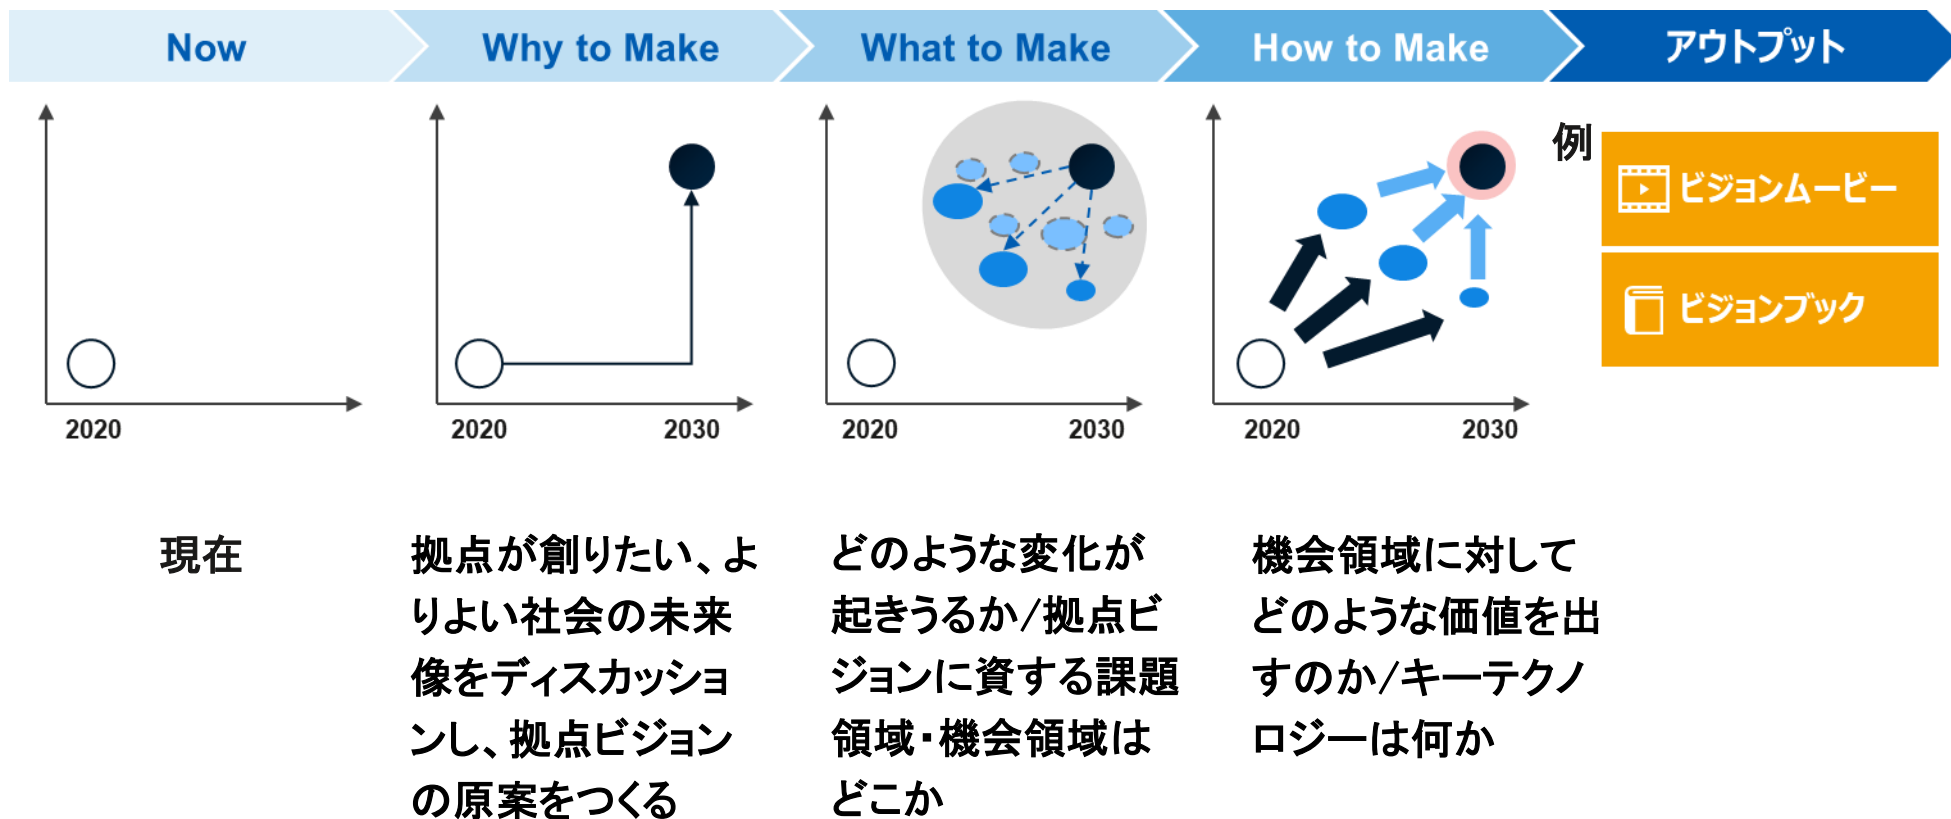 Now
Why to Make
What to Make
How to Make
アウトプット
2020
2020
2030
2020
2030
2020
2030
例
ビジョンムービー
ビジョンブック
現在
拠点が創りたい、よ
りよい社会の未来
像をディスカッショ
ンし、拠点ビジョン
の原案をつくる
どのような変化が
起きうるか/拠点ビ
ジョンに資する課題
領域・機会領域は
どこか
機会領域に対して
どのような価値を出
すのか/キーテクノ
ロジーは何か